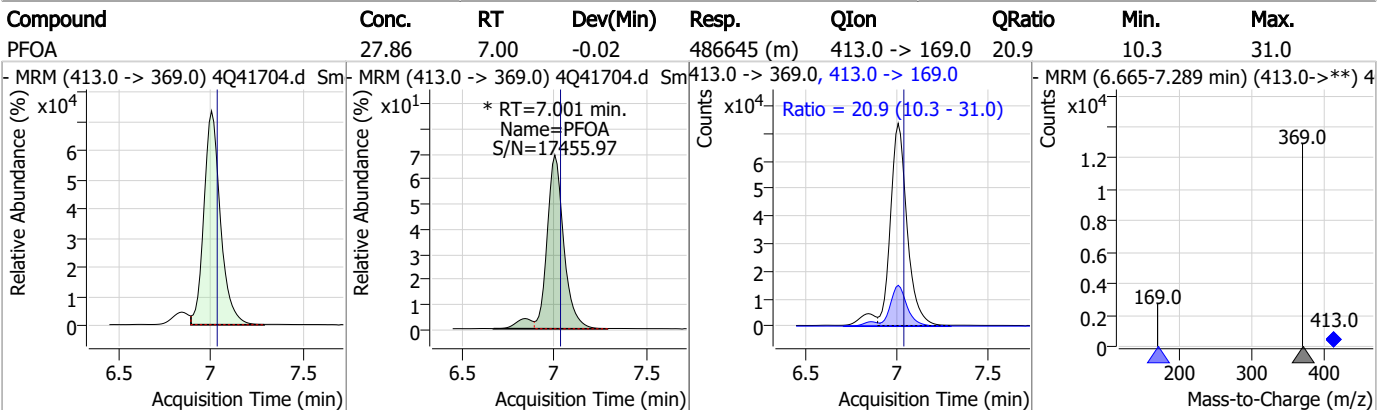 Compound Conc. RT Dev(Min) Resp. QIon QRatio Min. Max.
PFOA 27.86 7.00 -0.02 486645 (m) 413.0 -> 169.0 20.9 10.3 31.0
- MRM (413.0 -> 369.0) 4Q41704.d Sm
Relative Abundance (%)
x10⁴
6
5
4
3
2
1
0
6.5 7 7.5
Acquisition Time (min)
- MRM (413.0 -> 369.0) 4Q41704.d Sm
Relative Abundance (%)
x10¹
* RT=7.001 min.
Name=PFOA
S/N=17455.97
7
6
5
4
3
2
1
0
6.5 7 7.5
Acquisition Time (min)
413.0 -> 369.0, 413.0 -> 169.0
Counts
x10⁴
Ratio = 20.9 (10.3 - 31.0)
6
5
4
3
2
1
0
6.5 7 7.5
Acquisition Time (min)
- MRM (6.665-7.289 min) (413.0->**) 4
Counts
x10⁴
369.0
1.2
1
0.8
0.6
0.4
169.0
0.2
413.0
0
200 300 400
Mass-to-Charge (m/z)